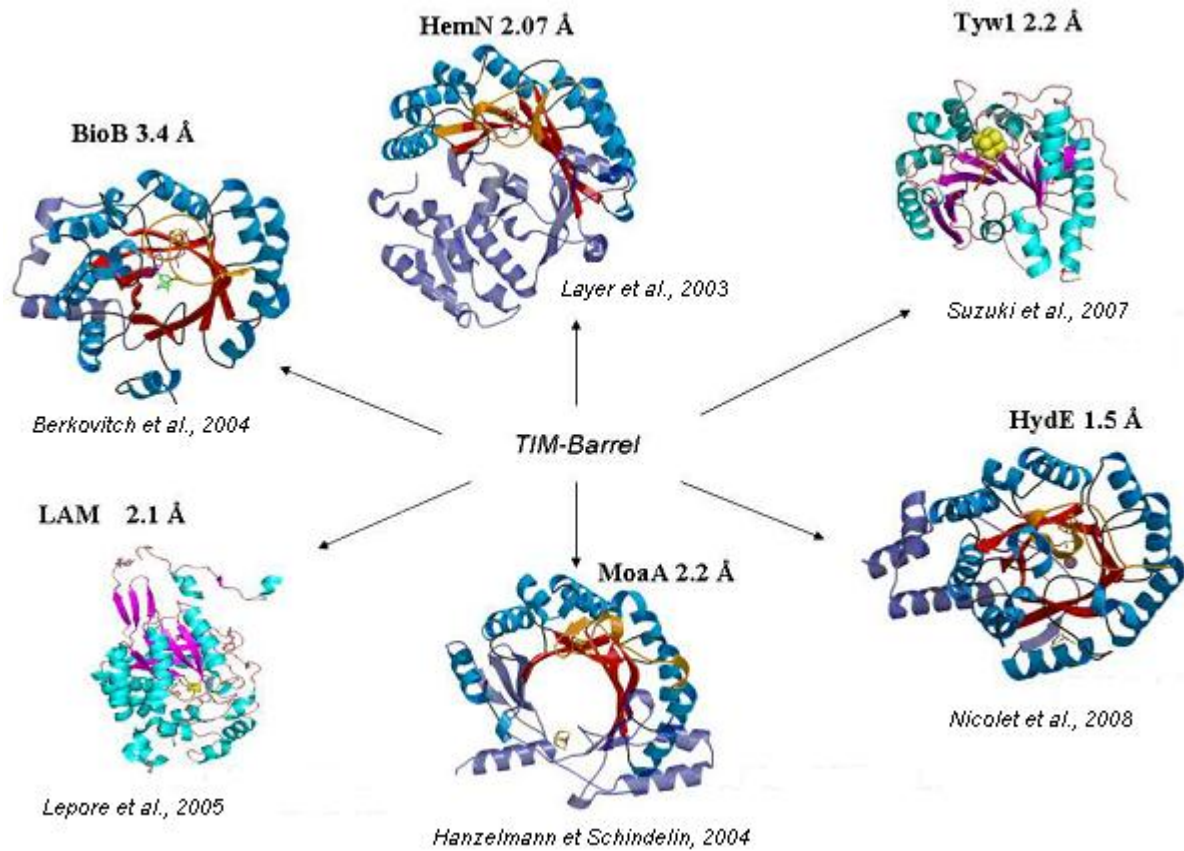 HemN 2.07 Å
Tyw1 2.2 Å
BioB 3.4 Å
Layer et al., 2003
Suzuki et al., 2007
Berkovitch et al., 2004
TIM-Barrel
HydE 1.5 Å
LAM 2.1 Å
MoaA 2.2 Å
Nicolet et al., 2008
Lepore et al., 2005
Hanzelmann et Schindelin, 2004